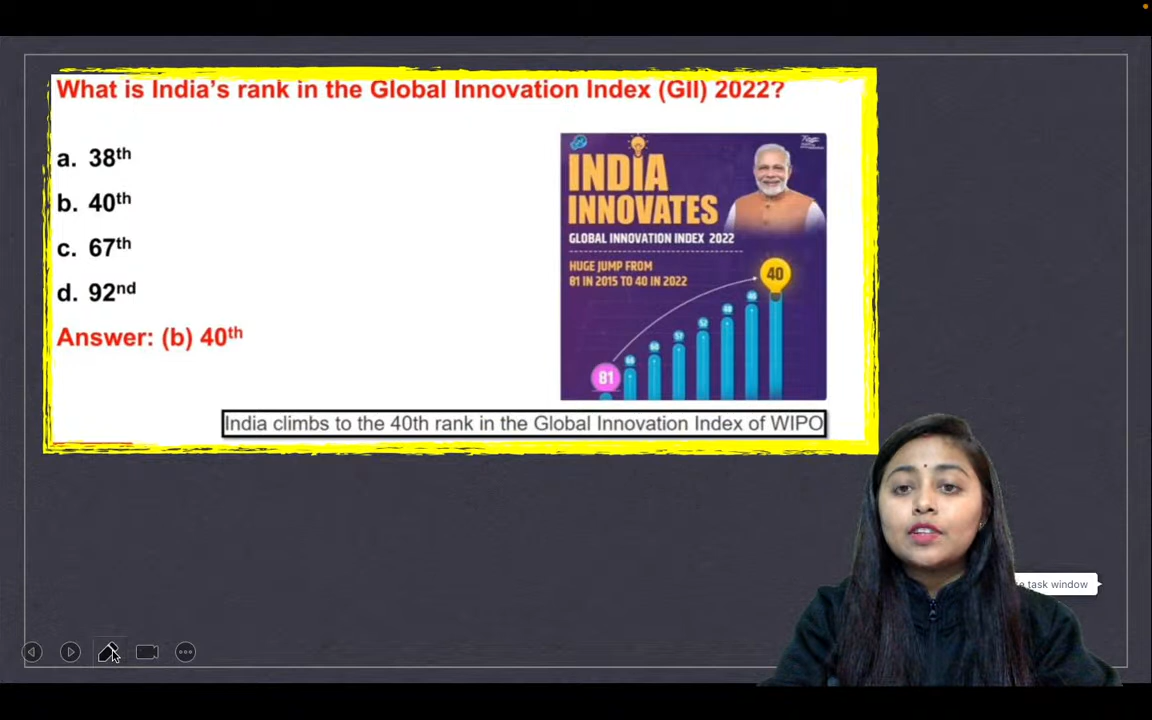 What is India's rank in the Global Innovation Index (GII) 2022?
a. 38th
b. 40th
c. 67th
d. 92nd
Answer: (b) 40th
INDIA
INNOVATES
GLOBAL INNOVATION INDEX 2022
HUGE JUMP FROM
81 IN 2015 TO 40 IN 2022
40
81
India climbs to the 40th rank in the Global Innovation Index of WIPO
task window